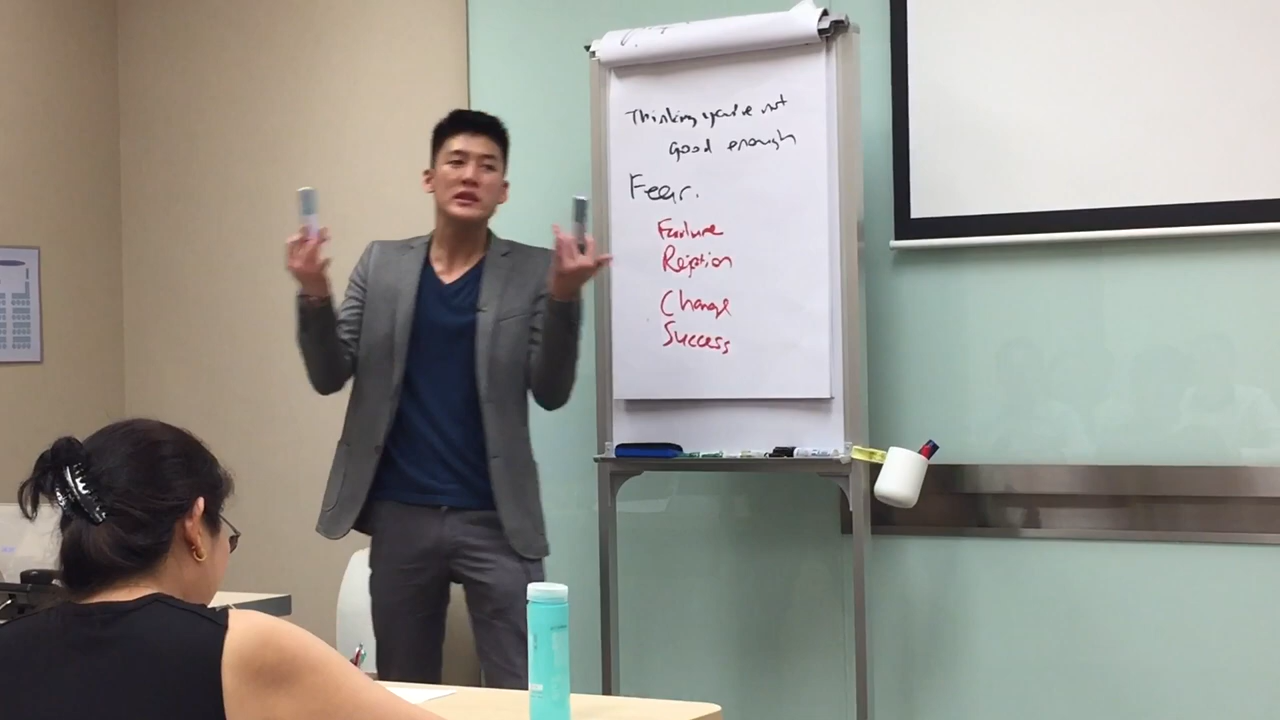 Thinking you're not
good enough
Fear.
Failure
Rejection
Change
Success